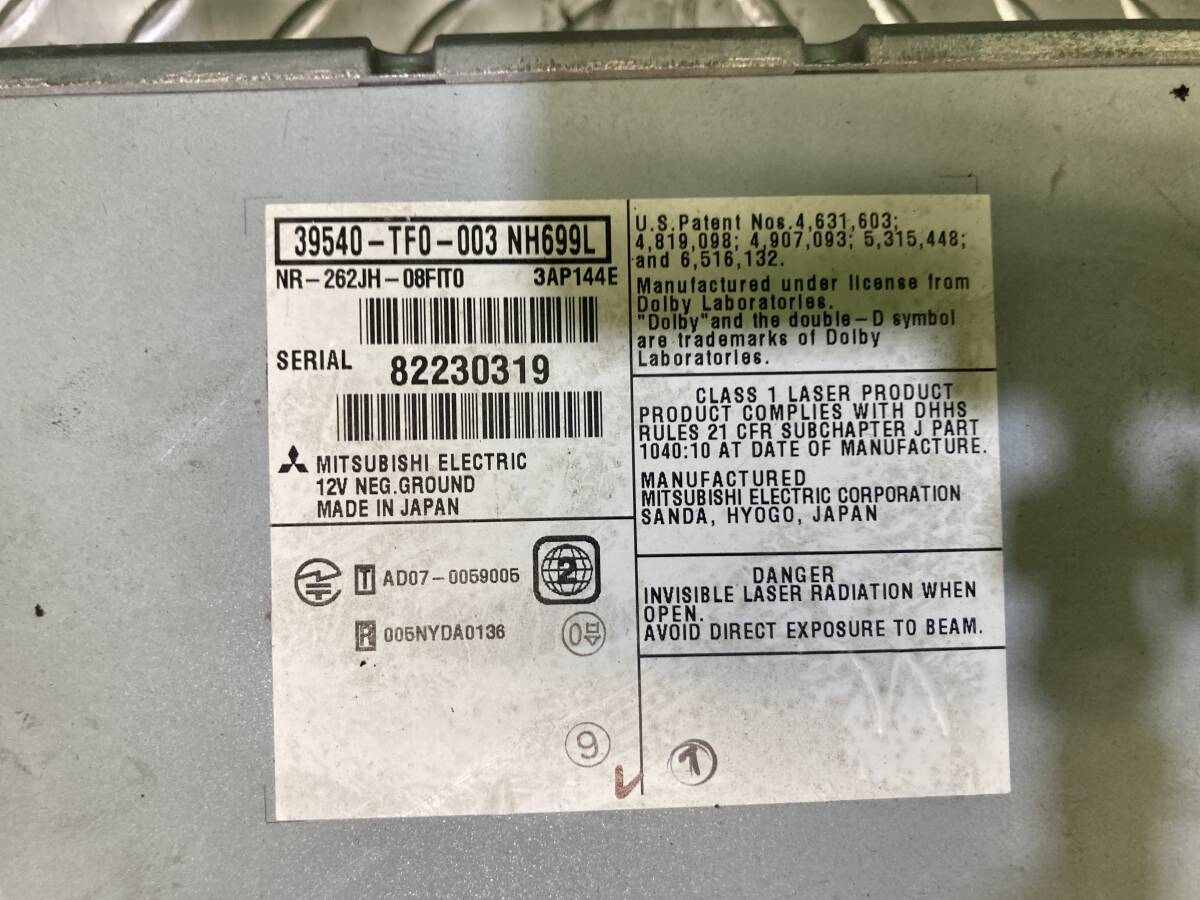 39540-TF0-003 NH699L
NR-262JH-08FIT0 3AP144E
SERIAL 82230319
MITSUBISHI ELECTRIC
12V NEG.GROUND
MADE IN JAPAN
T AD07-0059005
2
R 005NYDA0136
9
U.S.Patent Nos.4,631,603;
4,819,098; 4,907,093; 5,315,448;
and 6,516,132.
Manufactured under license from
Dolby Laboratories.
"Dolby"and the double-D symbol
are trademarks of Dolby
Laboratories.
CLASS 1 LASER PRODUCT
PRODUCT COMPLIES WITH DHHS
RULES 21 CFR SUBCHAPTER J PART
1040:10 AT DATE OF MANUFACTURE.
MANUFACTURED
MITSUBISHI ELECTRIC CORPORATION
SANDA, HYOGO, JAPAN
DANGER
INVISIBLE LASER RADIATION WHEN
OPEN.
AVOID DIRECT EXPOSURE TO BEAM.